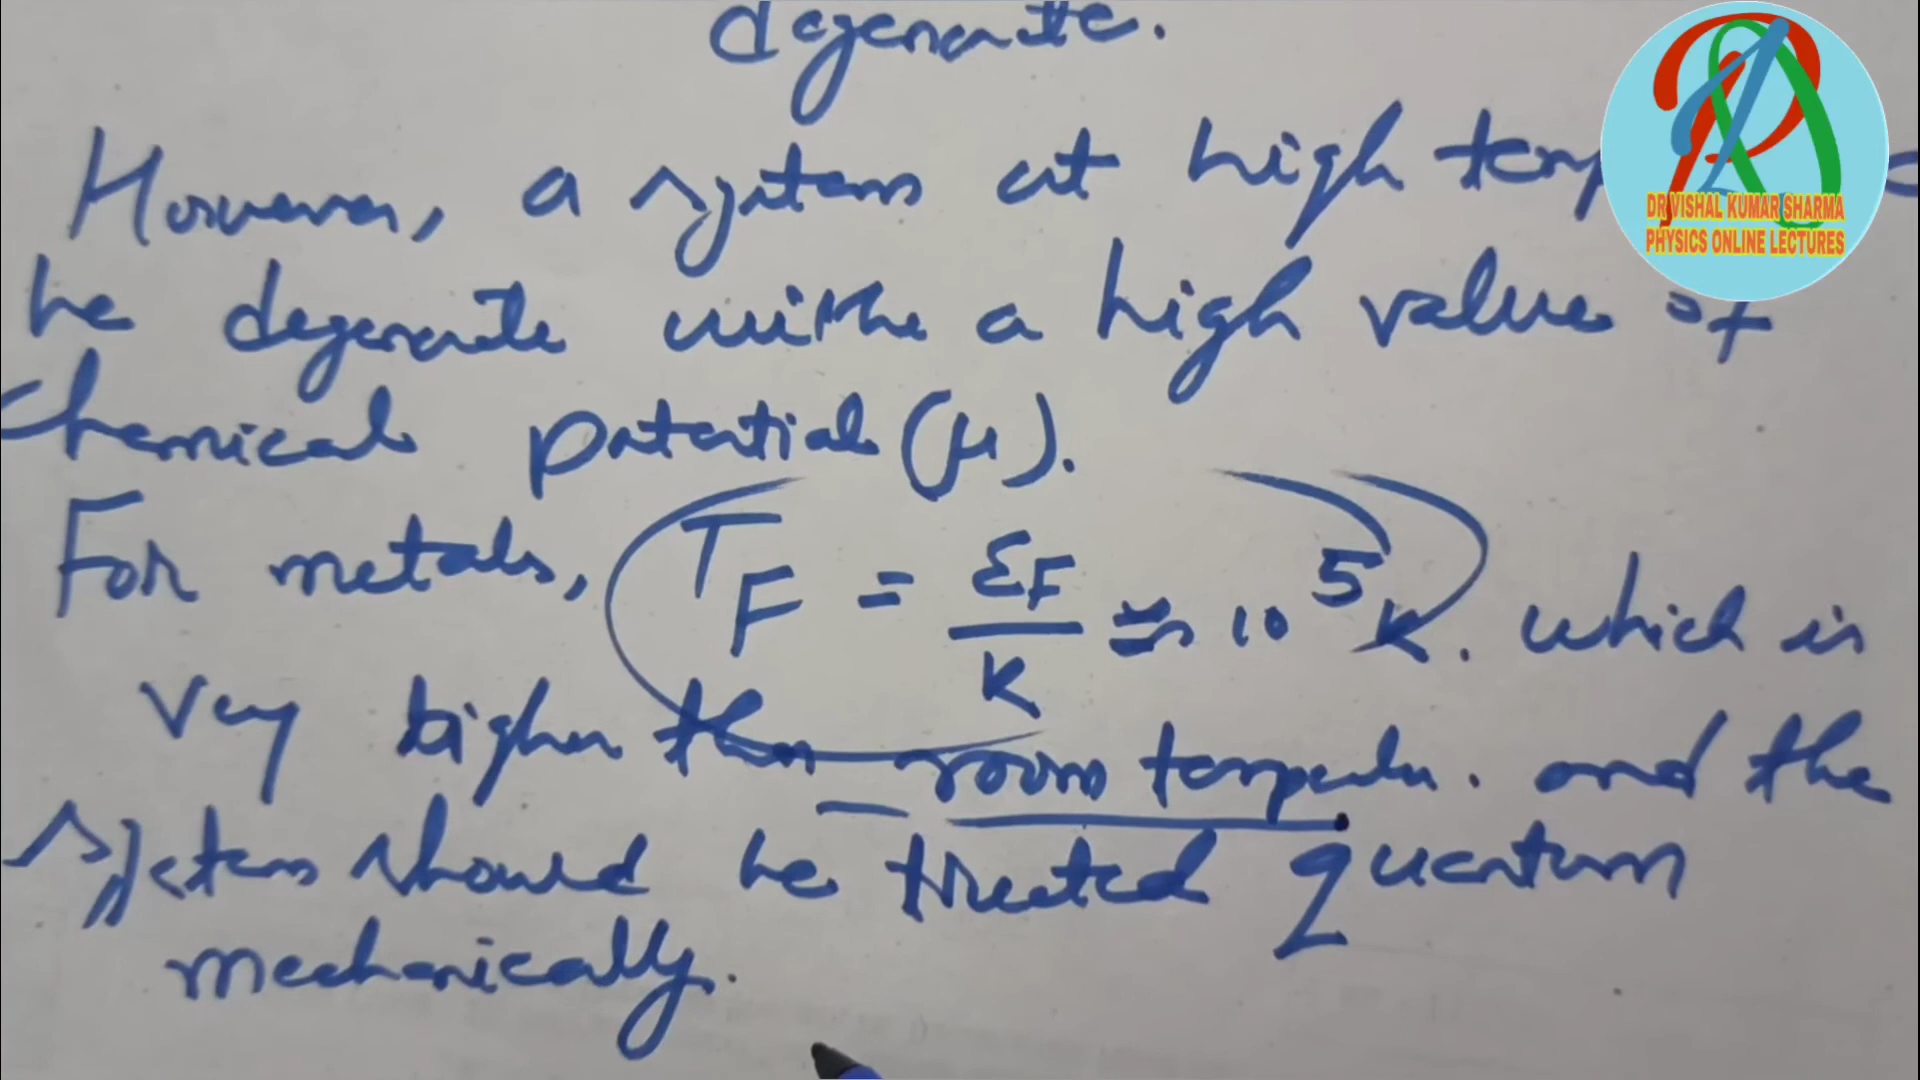 degenerate.
However, a system at high temp
be degenerate with a high value of
chemical potential (μ).
For metals, T_F = ε_F/K ≈ 10^5 K. which is
very higher than room temperatu. and the
system should be treated quantum
mechanically.
DR VISHAL KUMAR SHARMA
PHYSICS ONLINE LECTURES